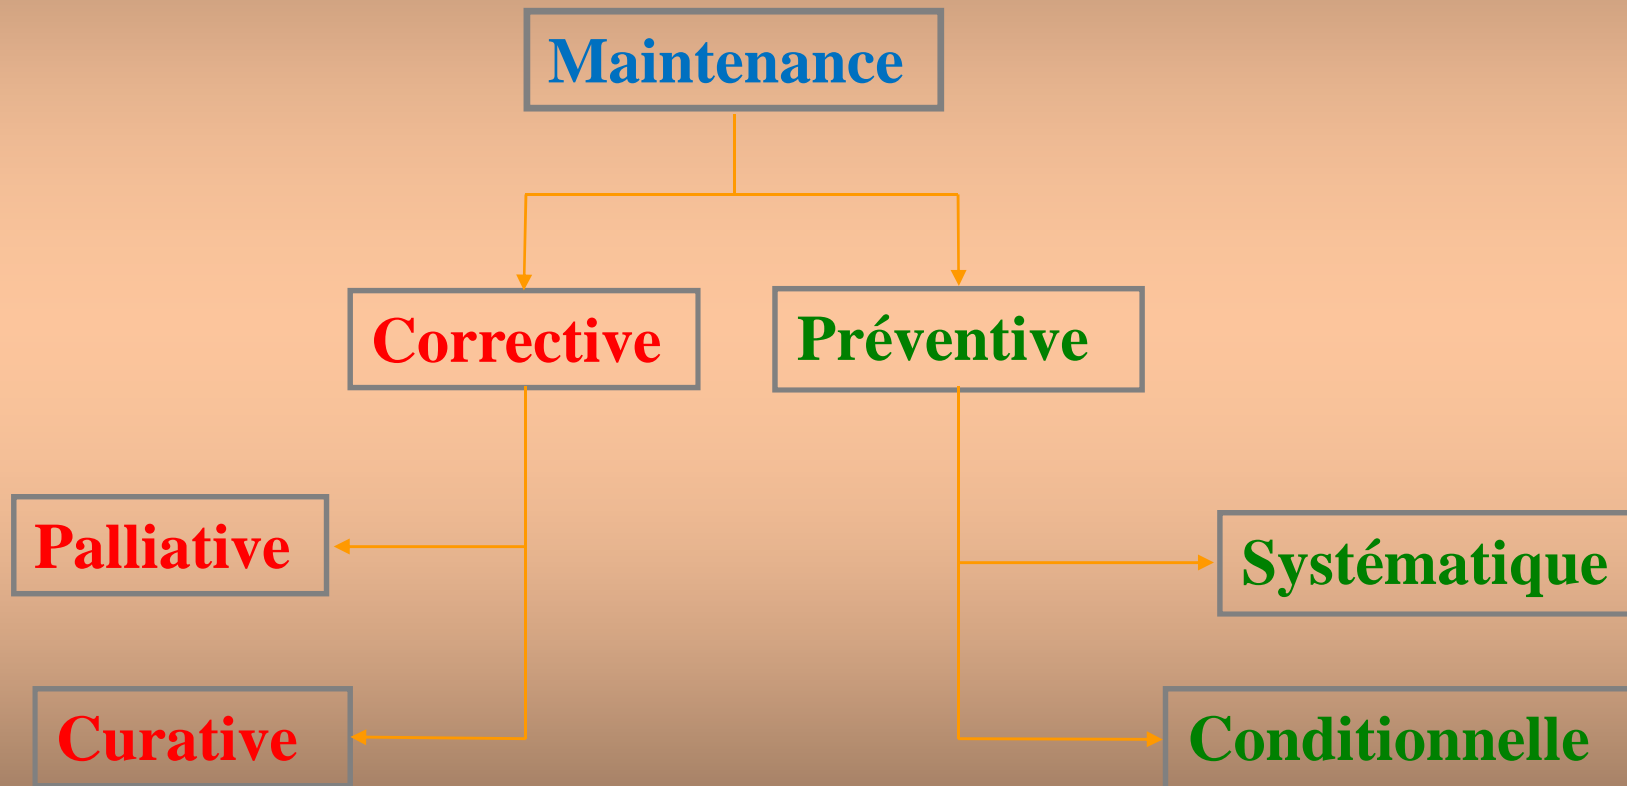 Maintenance
Corrective
Préventive
Palliative
Systématique
Curative
Conditionnelle